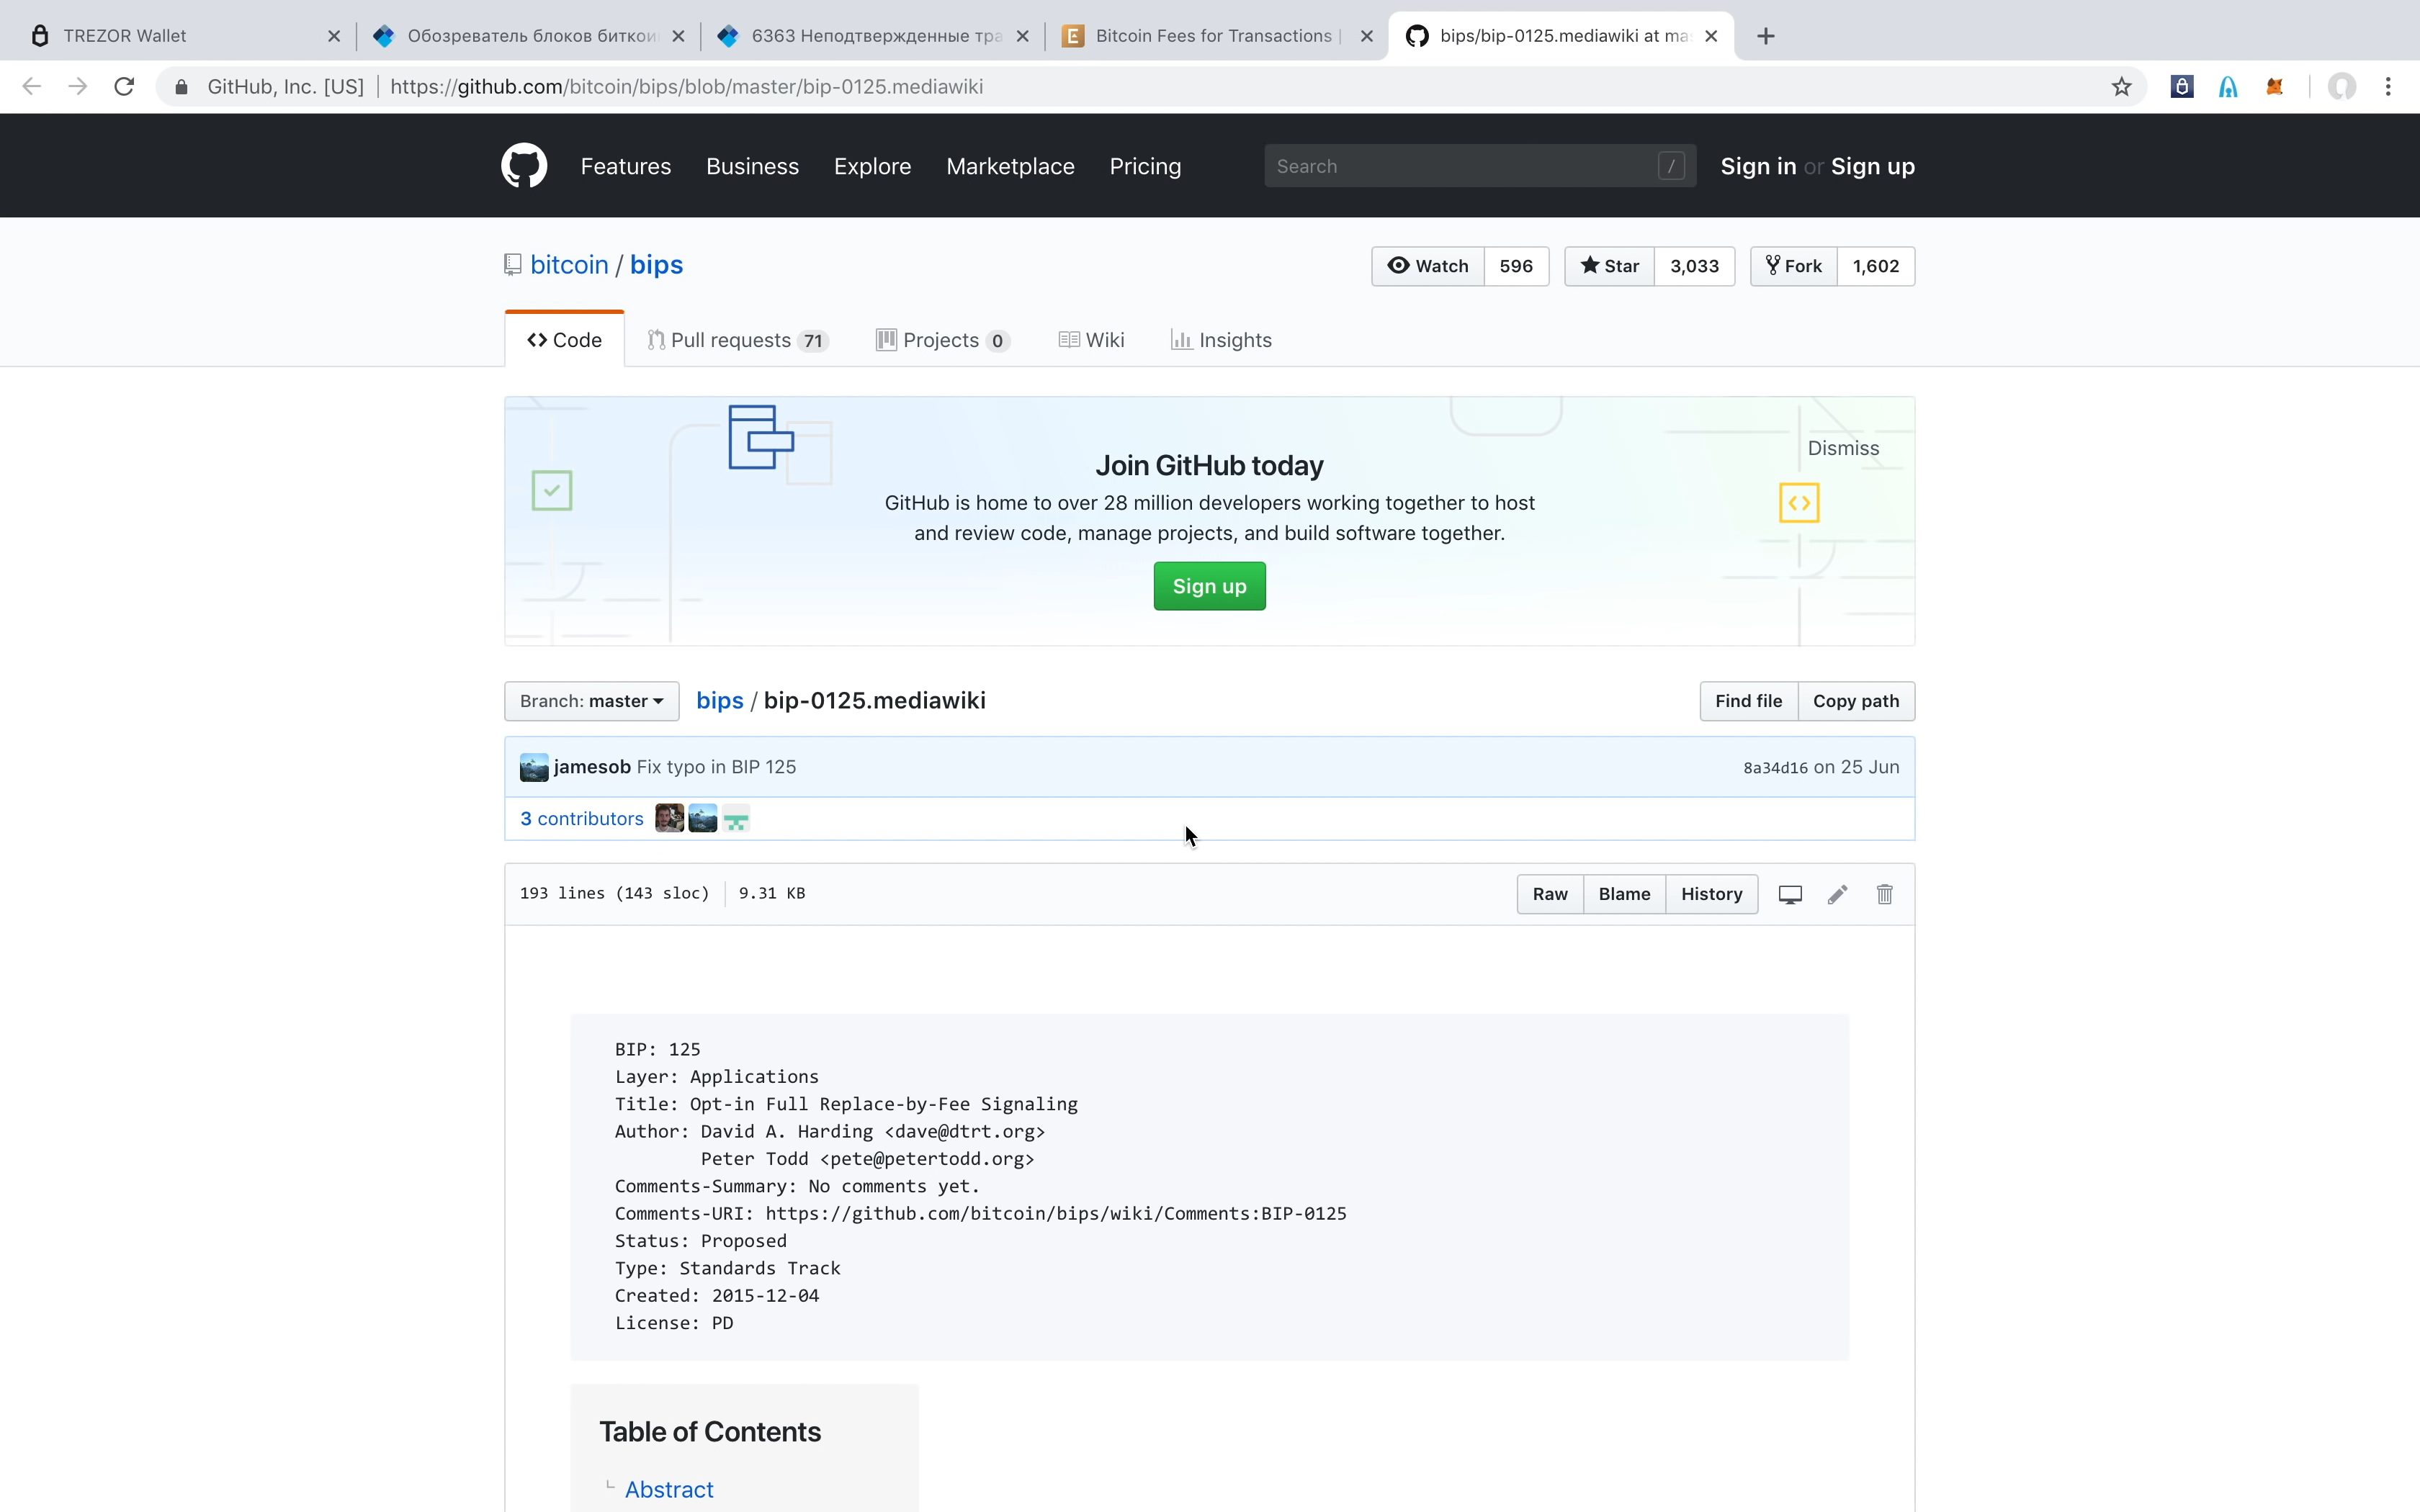 TREZOR Wallet
Обозреватель блоков биткои
6363 Неподтвержденные тра
Bitcoin Fees for Transactions |
bips/bip-0125.mediawiki at ma
GitHub, Inc. [US] https://github.com/bitcoin/bips/blob/master/bip-0125.mediawiki
Features Business Explore Marketplace Pricing Search / Sign in or Sign up
bitcoin / bips
Watch 596 Star 3,033 Fork 1,602
Code Pull requests 71 Projects 0 Wiki Insights
Dismiss
Join GitHub today
GitHub is home to over 28 million developers working together to host
and review code, manage projects, and build software together.
Sign up
Branch: master bips / bip-0125.mediawiki Find file Copy path
jamesob Fix typo in BIP 125 8a34d16 on 25 Jun
3 contributors
193 lines (143 sloc) 9.31 KB Raw Blame History
BIP: 125
Layer: Applications
Title: Opt-in Full Replace-by-Fee Signaling
Author: David A. Harding <dave@dtrt.org>
Peter Todd <pete@petertodd.org>
Comments-Summary: No comments yet.
Comments-URI: https://github.com/bitcoin/bips/wiki/Comments:BIP-0125
Status: Proposed
Type: Standards Track
Created: 2015-12-04
License: PD
Table of Contents
Abstract